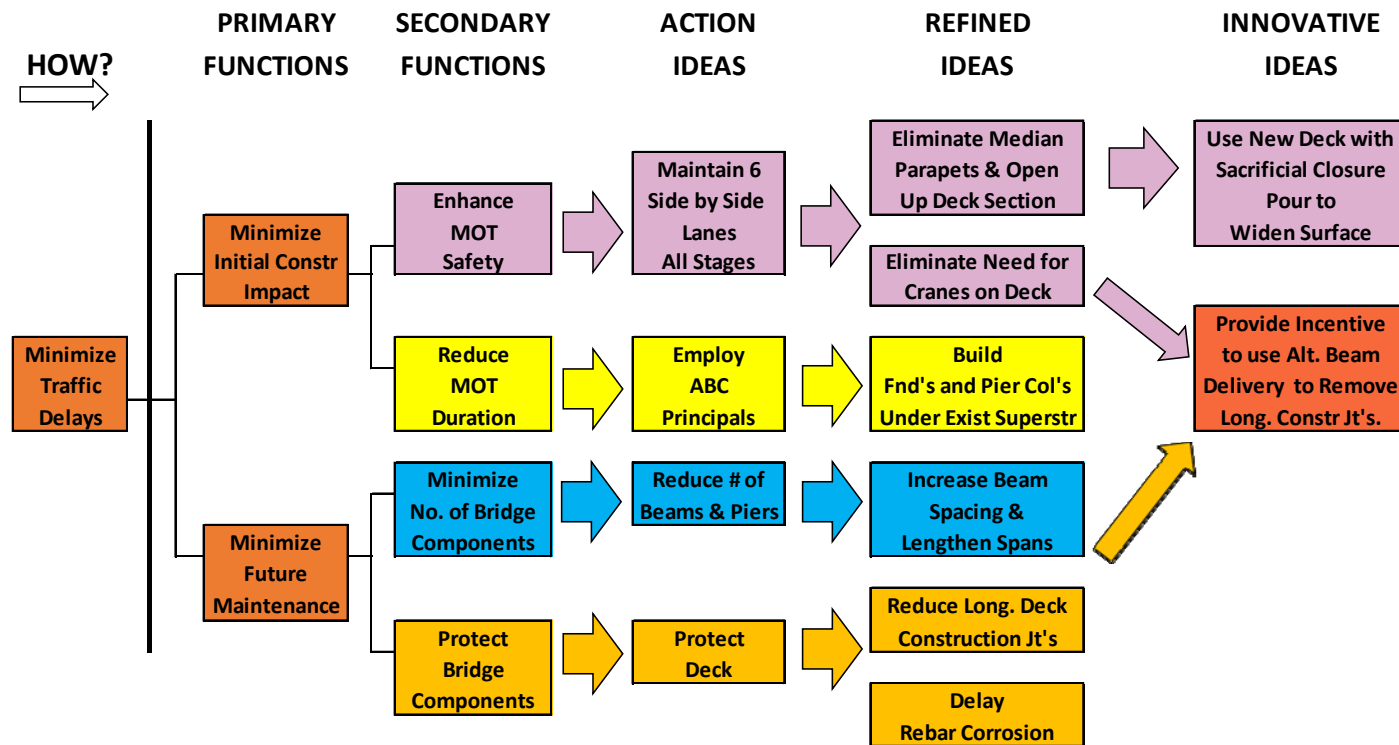 HOW?
PRIMARY
FUNCTIONS
SECONDARY
FUNCTIONS
ACTION
IDEAS
REFINED
IDEAS
INNOVATIVE
IDEAS
Minimize
Traffic
Delays
Minimize
Initial Constr
Impact
Minimize
Future
Maintenance
Enhance
MOT
Safety
Reduce
MOT
Duration
Minimize
No. of Bridge
Components
Protect
Bridge
Components
Maintain 6
Side by Side
Lanes
All Stages
Employ
ABC
Principals
Reduce # of
Beams & Piers
Protect
Deck
Eliminate Median
Parapets & Open
Up Deck Section
Eliminate Need for
Cranes on Deck
Build
Fnd's and Pier Col's
Under Exist Superstr
Increase Beam
Spacing &
Lengthen Spans
Reduce Long. Deck
Construction Jt's
Delay
Rebar Corrosion
Use New Deck with
Sacrificial Closure
Pour to
Widen Surface
Provide Incentive
to use Alt. Beam
Delivery to Remove
Long. Constr Jt's.